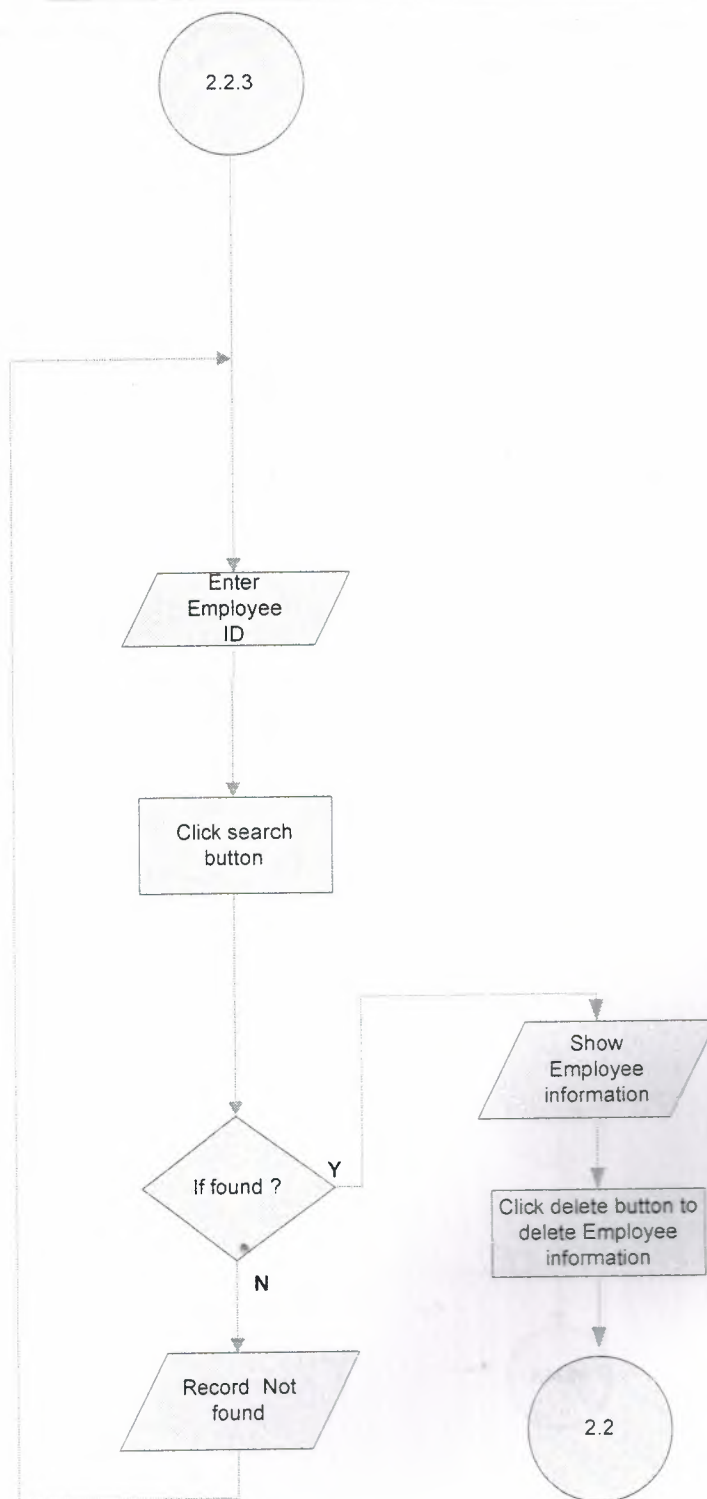 2.2.3
Enter
Employee
ID
Click search
button
If found ?
Y
N
Record Not
found
Show
Employee
information
Click delete button to
delete Employee
information
2.2